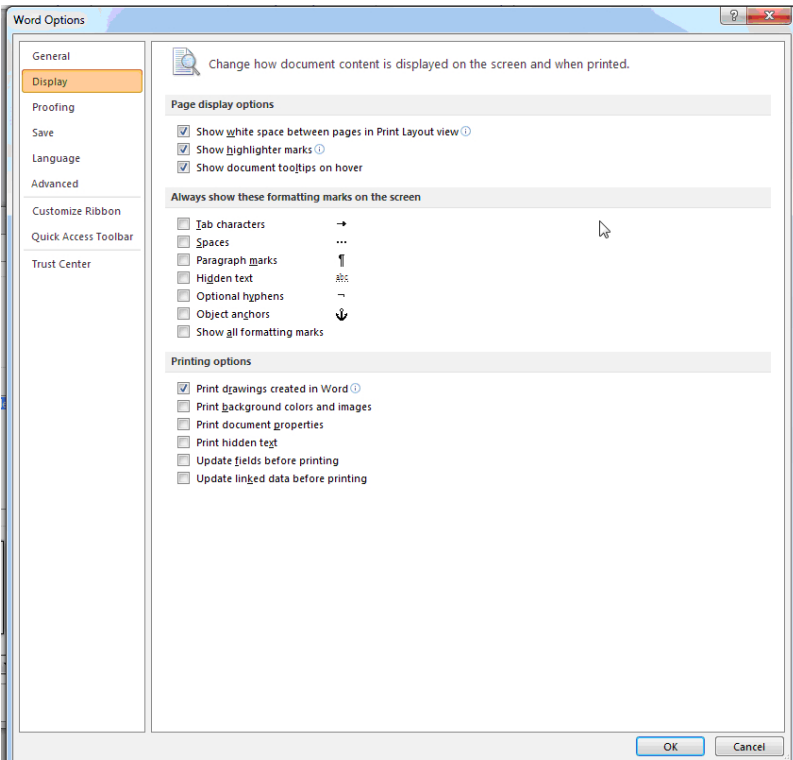 Word Options
General
Display
Proofing
Save
Language
Advanced
Customize Ribbon
Quick Access Toolbar
Trust Center
Change how document content is displayed on the screen and when printed.
Page display options
Show white space between pages in Print Layout view
Show highlighter marks
Show document tooltips on hover
Always show these formatting marks on the screen
Tab characters →
Spaces ···
Paragraph marks ¶
Hidden text abc
Optional hyphens ¬
Object anchors
Show all formatting marks
Printing options
Print drawings created in Word
Print background colors and images
Print document properties
Print hidden text
Update fields before printing
Update linked data before printing
OK Cancel